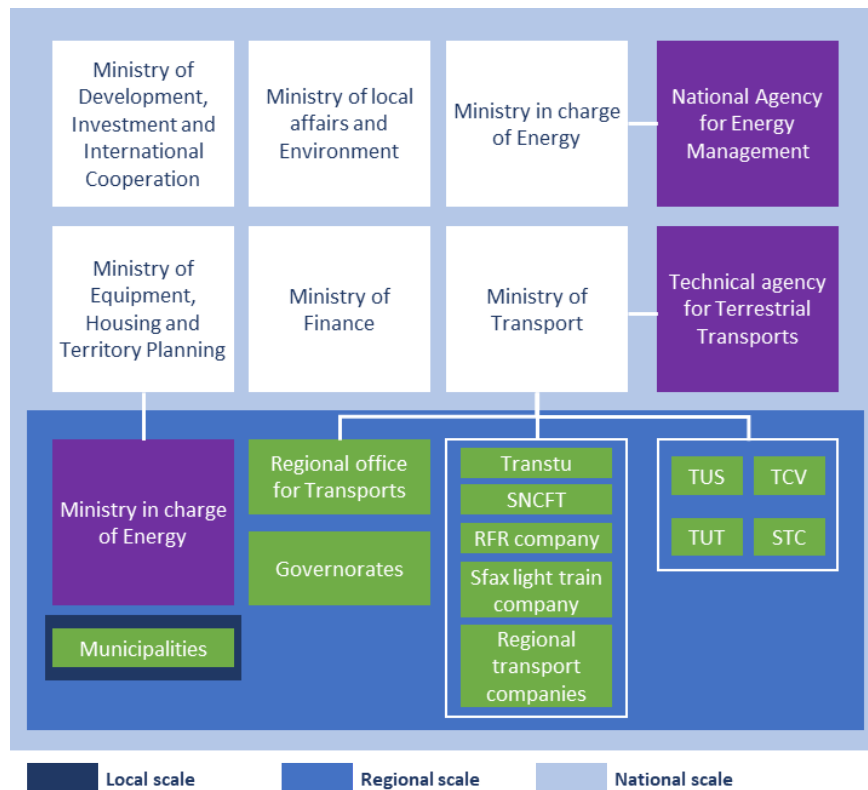 Ministry of
Development,
Investment and
International
Cooperation
Ministry of local
affairs and
Environment
Ministry in charge
of Energy
National Agency
for Energy
Management
Ministry of
Equipment,
Housing and
Territory Planning
Ministry of
Finance
Ministry of
Transport
Technical agency
for Terrestrial
Transports
Ministry in charge
of Energy
Municipalities
Regional office
for Transports
Governorates
Transtu
SNCFT
RFR company
Sfax light train
company
Regional
transport
companies
TUS
TCV
TUT
STC
Local scale
Regional scale
National scale